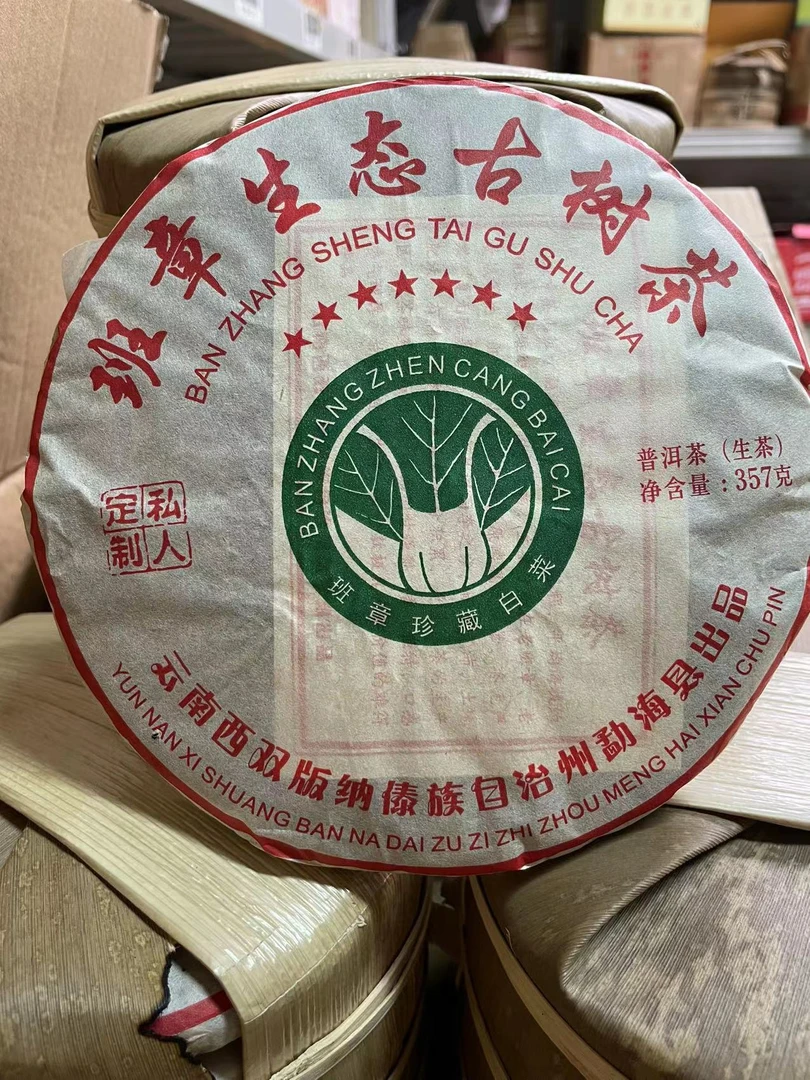 班章生态古树茶
BAN ZHANG SHENG TAI GU SHU CHA
BAN ZHANG ZHEN CANG BAI CAI
班章珍藏白菜
普洱茶（生茶）
净含量：357克
私人
定制
云南西双版纳傣族自治州勐海县出品
YUN NAN XI SHUANG BAN NA DAI ZU ZI ZHI ZHOU MENG HAI XIAN CHU PIN